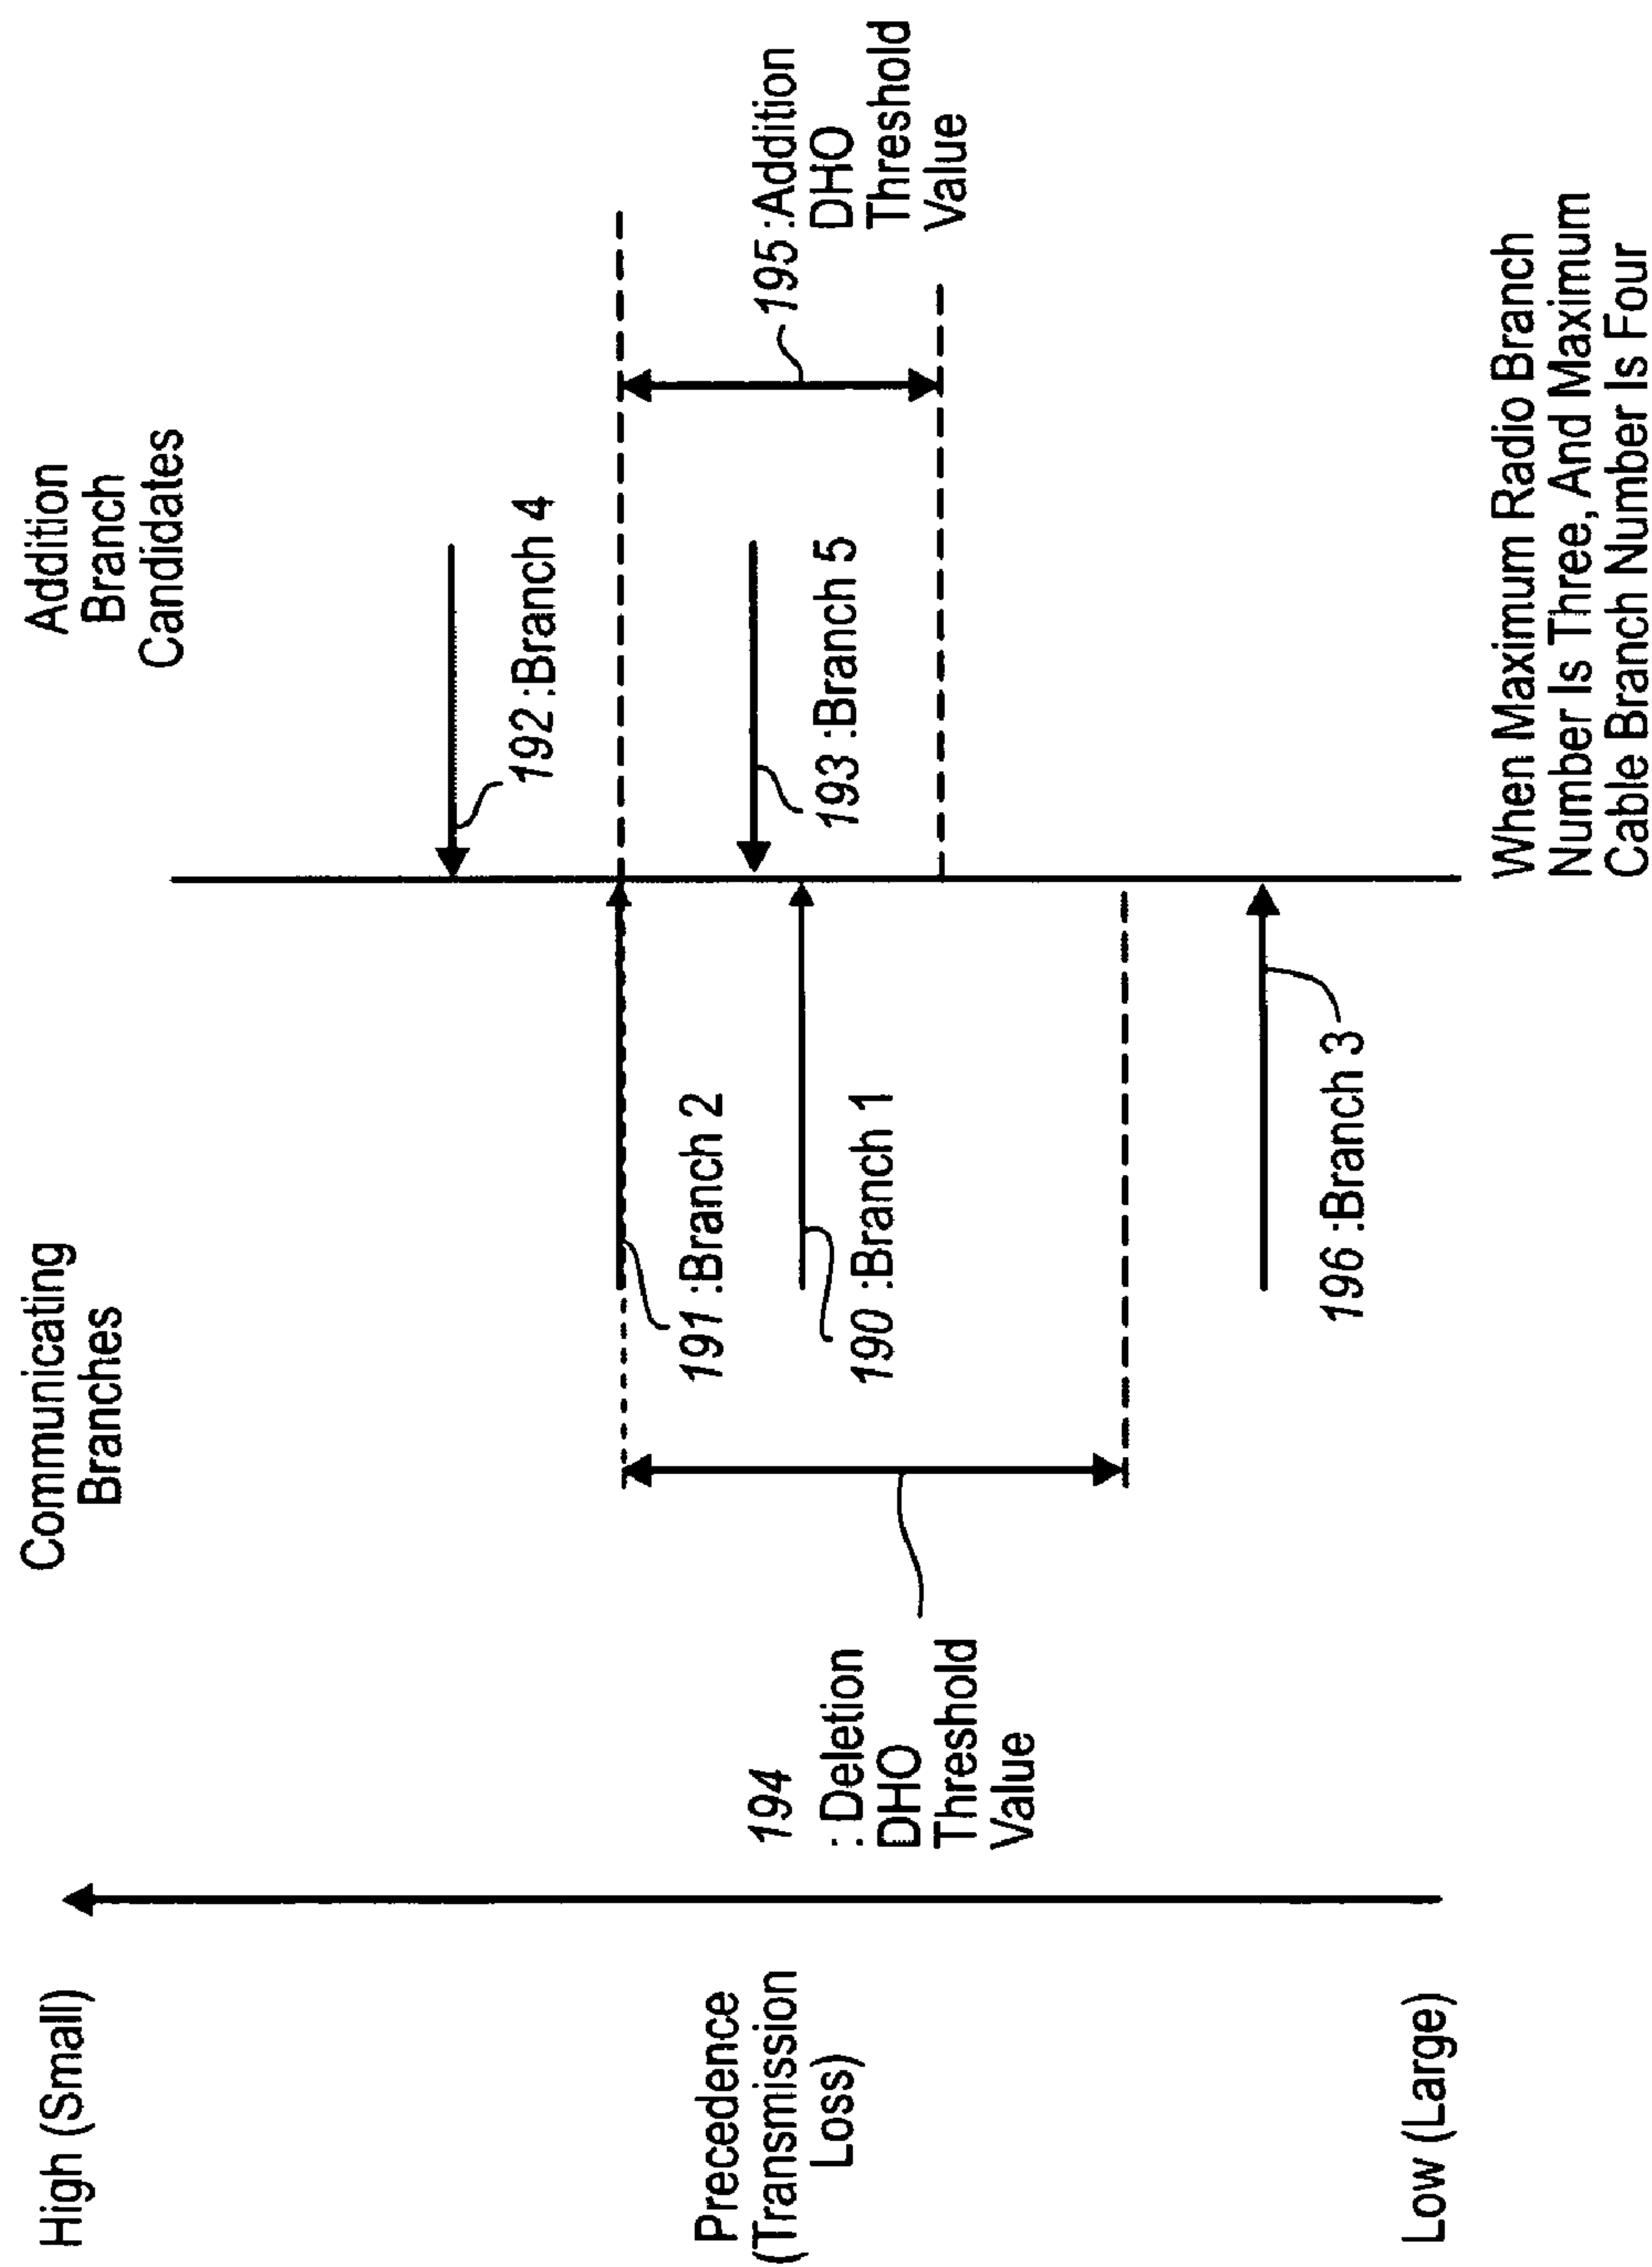 Communicating
Branches
Addition
Branch
Candidates
High (Small)
Precedence
(Transmission
Loss)
Low (Large)
192 :Branch 4
191 :Branch 2
193 :Branch 5
190 :Branch 1
196 :Branch 3
194
: Deletion
DHO
Threshold
Value
195 :Addition
DHO
Threshold
Value
When Maximum Radio Branch
Number Is Three, And Maximum
Cable Branch Number Is Four